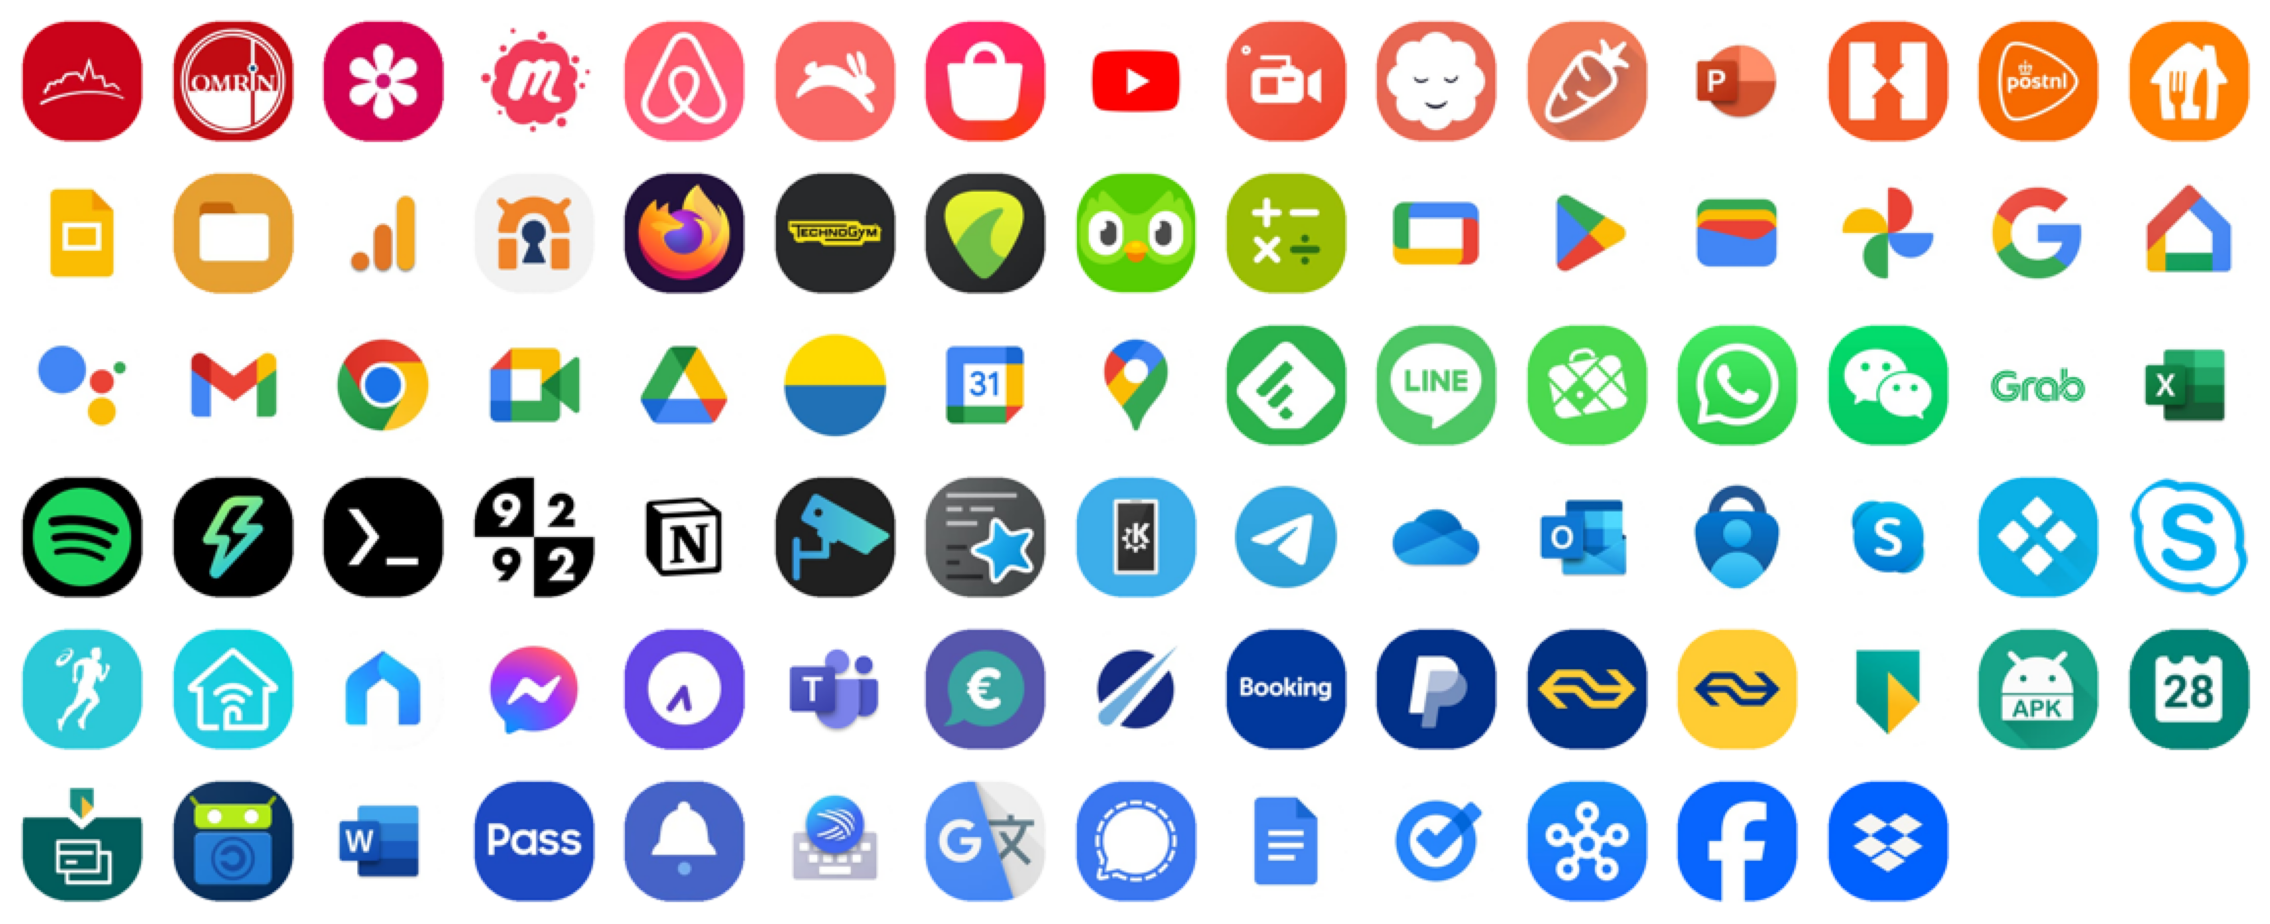 OMRIN
m
P
postnl
TECHNOGYM
G
31
LINE
Grab
X
9 2
9 2
N
K
O
S
S
T
€
Booking
P
28
APK
W
Pass
G 文
f